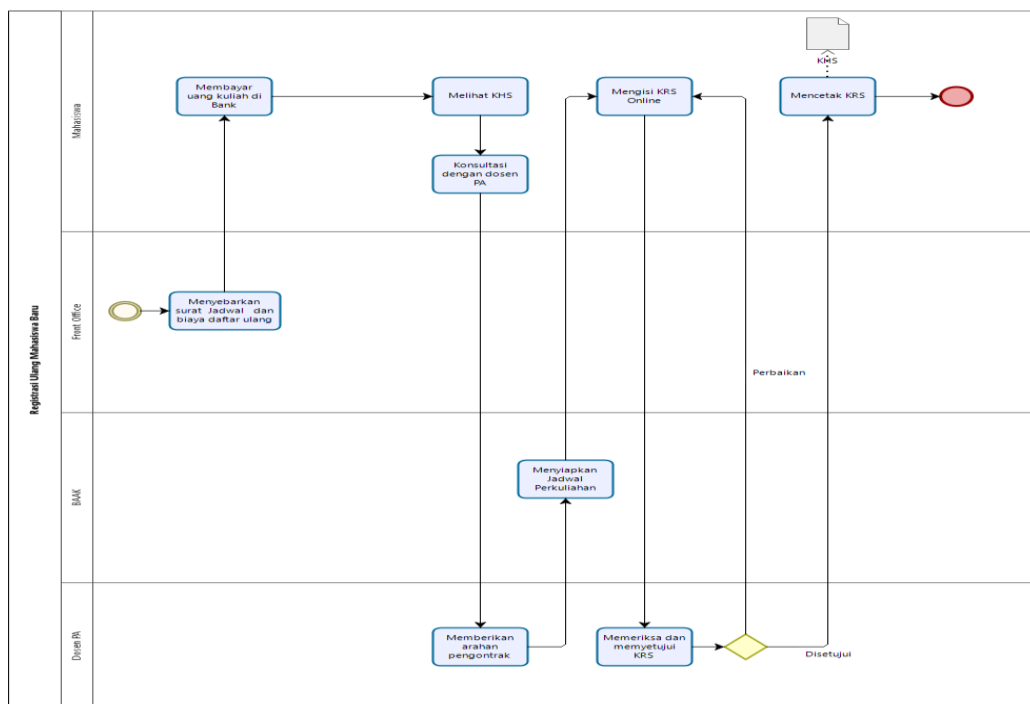 Registrasi Ulang Mahasiswa Baru
Mahasiswa
Membayar
uang kuliah di
Bank
Melihat KHS
Konsultasi
dengan dosen
PA
Mengisi KRS
Online
KHS
Mencetak KRS
Front Office
Menyebarkan
surat Jadwal dan
biaya daftar ulang
Perbaikan
BAAK
Menyiapkan
Jadwal
Perkuliahan
Dosen PA
Memberikan
arahan
pengontrak
Memeriksa dan
memyetujui
KRS
Disetujui